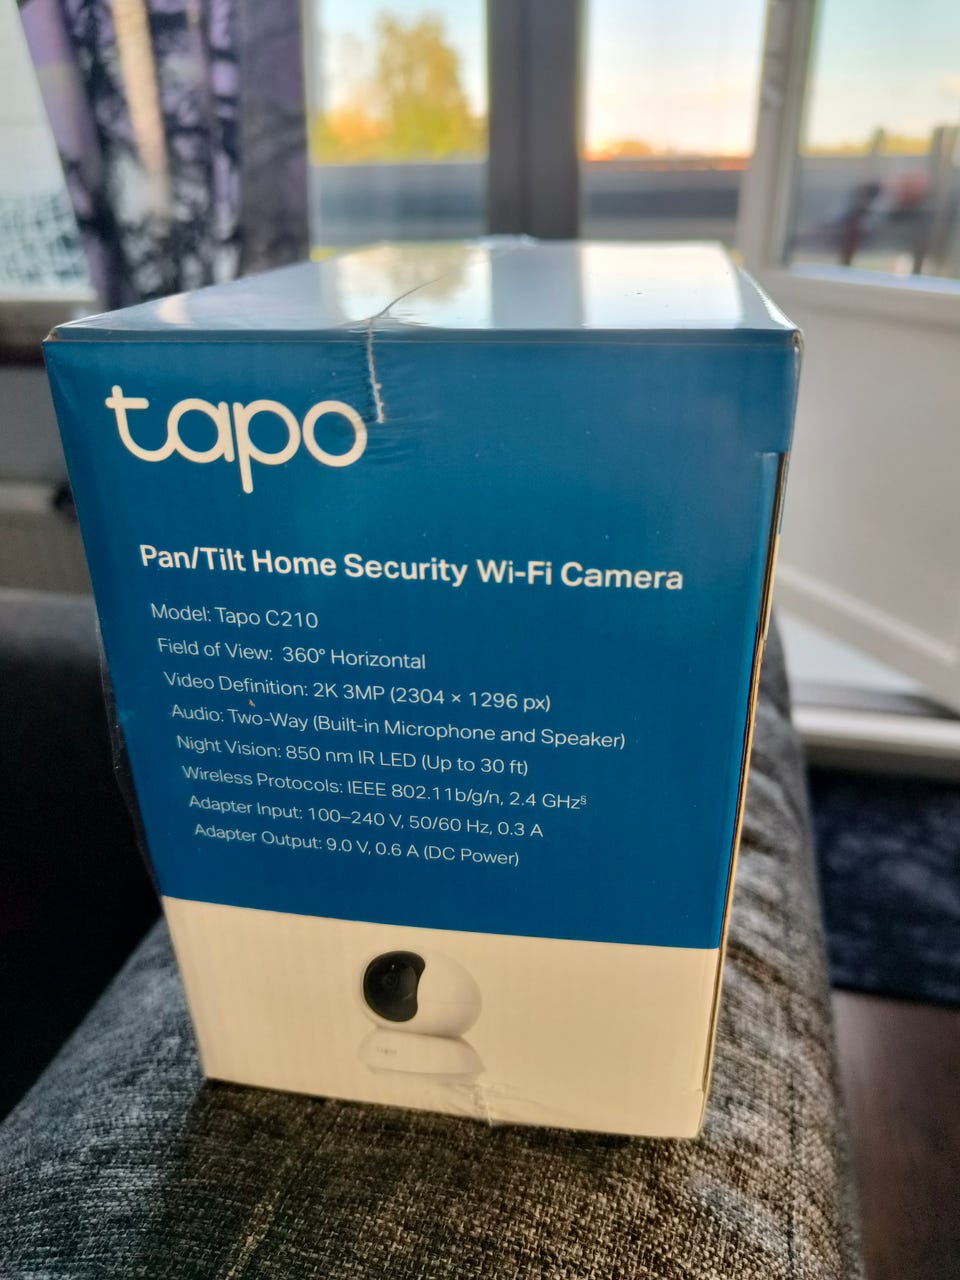 tapo
Pan/Tilt Home Security Wi-Fi Camera
Model: Tapo C210
Field of View: 360° Horizontal
Video Definition: 2K 3MP (2304 × 1296 px)
Audio: Two-Way (Built-in Microphone and Speaker)
Night Vision: 850 nm IR LED (Up to 30 ft)
Wireless Protocols: IEEE 802.11b/g/n, 2.4 GHz§
Adapter Input: 100–240 V, 50/60 Hz, 0.3 A
Adapter Output: 9.0 V, 0.6 A (DC Power)
tapo